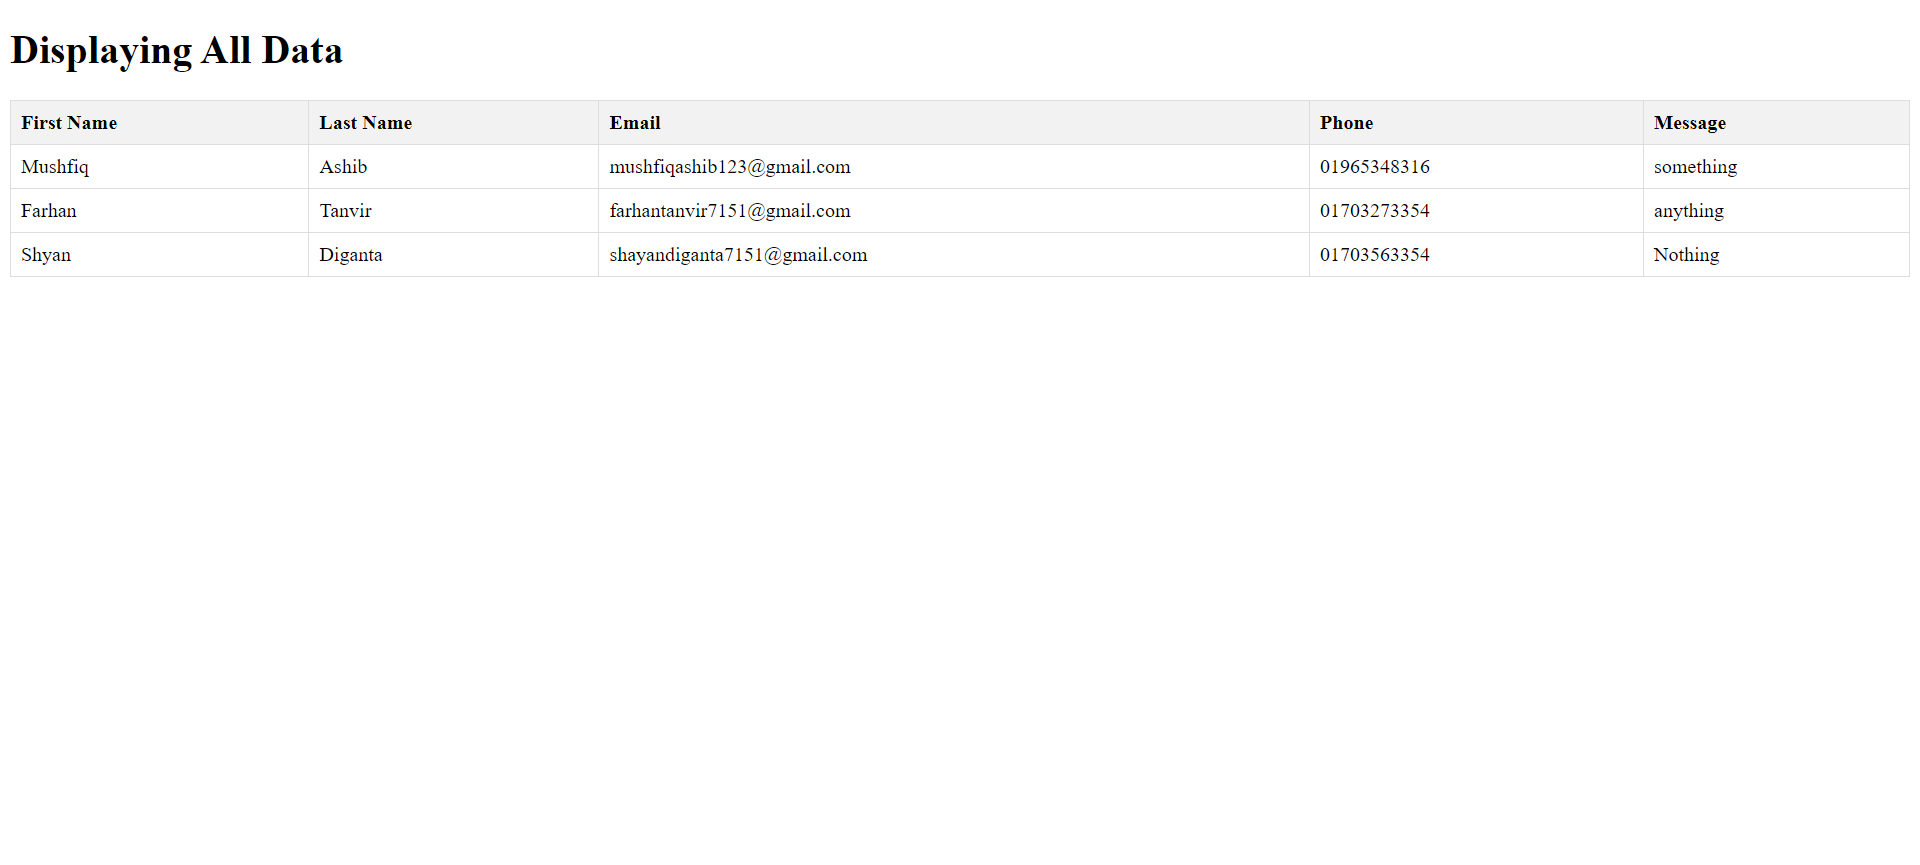 Displaying All Data
First Name Last Name Email Phone Message
Mushfiq Ashib mushfiqashib123@gmail.com 01965348316 something
Farhan Tanvir farhantanvir7151@gmail.com 01703273354 anything
Shyan Diganta shayandiganta7151@gmail.com 01703563354 Nothing